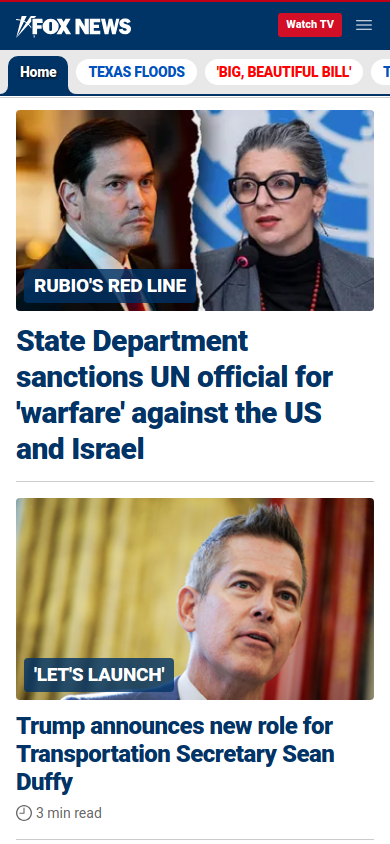 FOX NEWS
Watch TV
Home
TEXAS FLOODS
'BIG, BEAUTIFUL BILL'
RUBIO'S RED LINE
State Department
sanctions UN official for
'warfare' against the US
and Israel
'LET'S LAUNCH'
Trump announces new role for
Transportation Secretary Sean
Duffy
3 min read